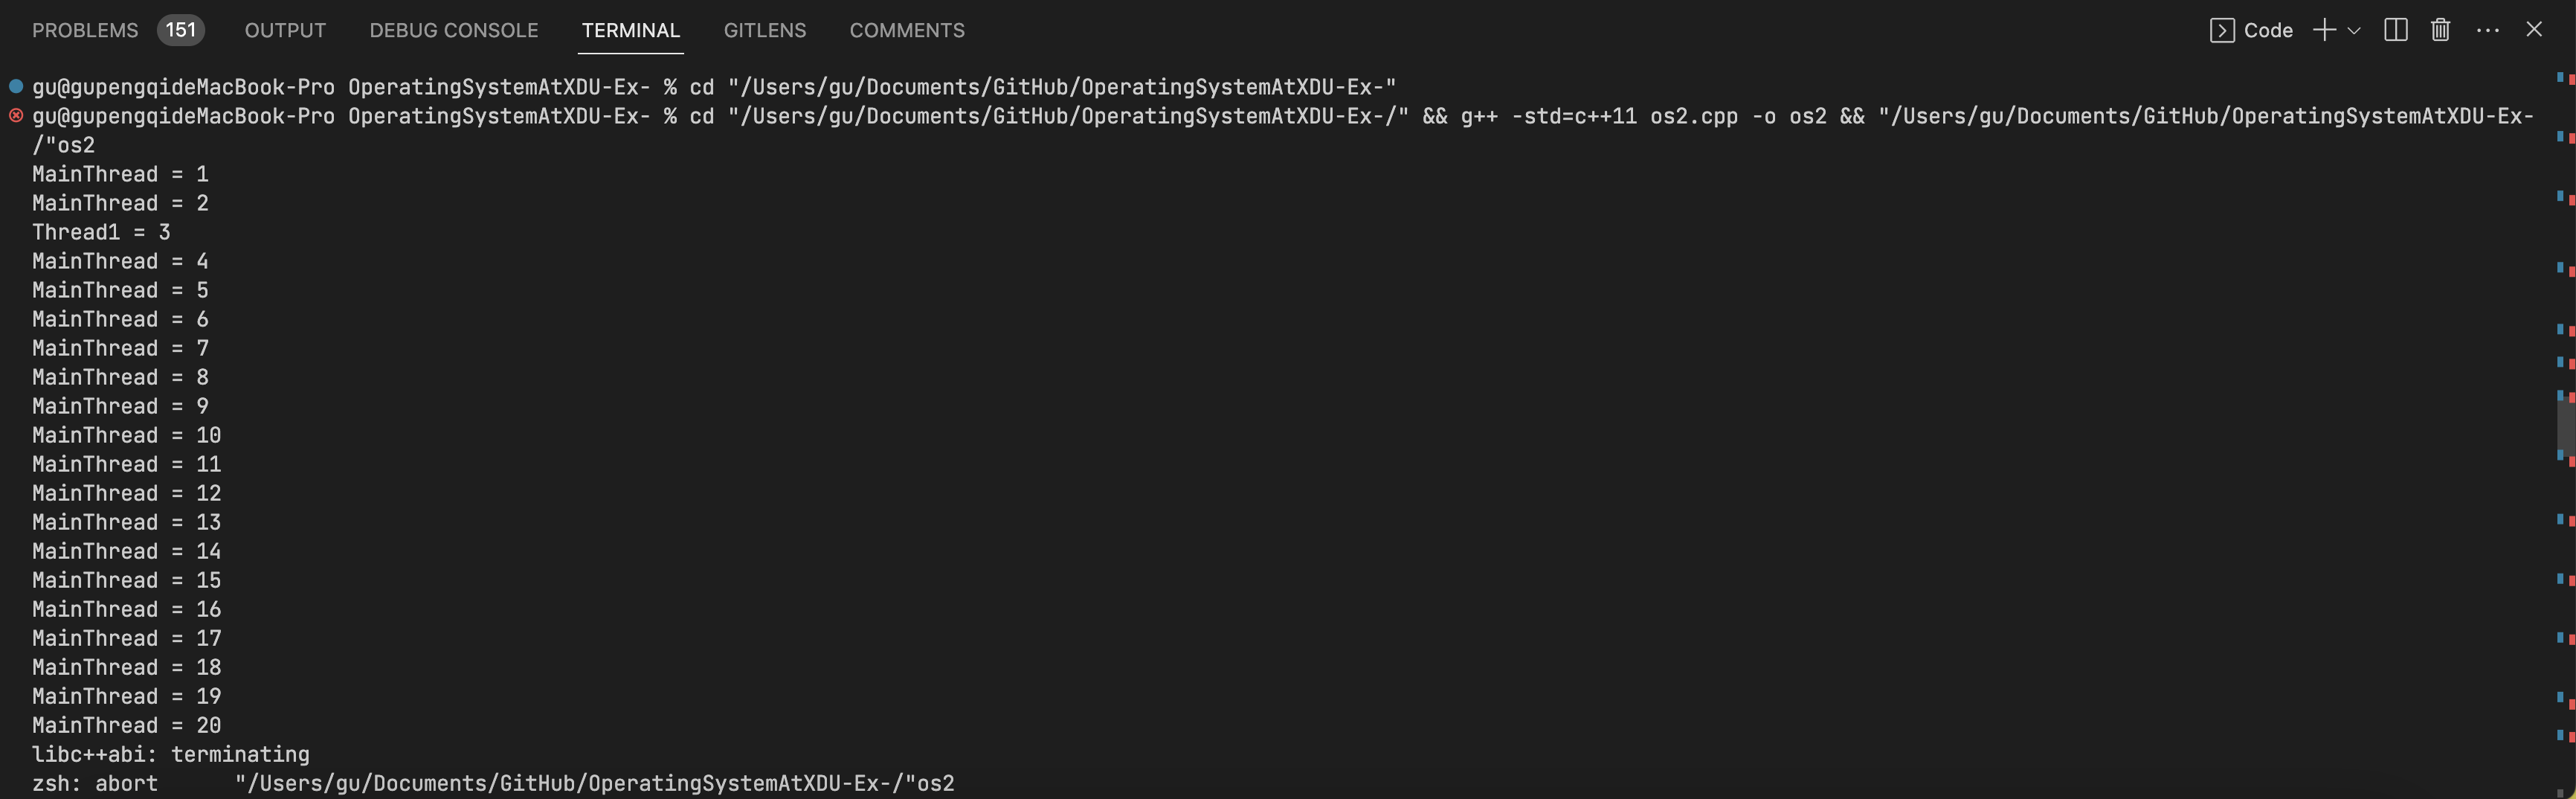 PROBLEMS 151 OUTPUT DEBUG CONSOLE TERMINAL GITLENS COMMENTS Code
gu@gupengqideMacBook-Pro OperatingSystemAtXDU-Ex- % cd "/Users/gu/Documents/GitHub/OperatingSystemAtXDU-Ex-"
gu@gupengqideMacBook-Pro OperatingSystemAtXDU-Ex- % cd "/Users/gu/Documents/GitHub/OperatingSystemAtXDU-Ex-/" && g++ -std=c++11 os2.cpp -o os2 && "/Users/gu/Documents/GitHub/OperatingSystemAtXDU-Ex-
/"os2
MainThread = 1
MainThread = 2
Thread1 = 3
MainThread = 4
MainThread = 5
MainThread = 6
MainThread = 7
MainThread = 8
MainThread = 9
MainThread = 10
MainThread = 11
MainThread = 12
MainThread = 13
MainThread = 14
MainThread = 15
MainThread = 16
MainThread = 17
MainThread = 18
MainThread = 19
MainThread = 20
libc++abi: terminating
zsh: abort      "/Users/gu/Documents/GitHub/OperatingSystemAtXDU-Ex-/"os2